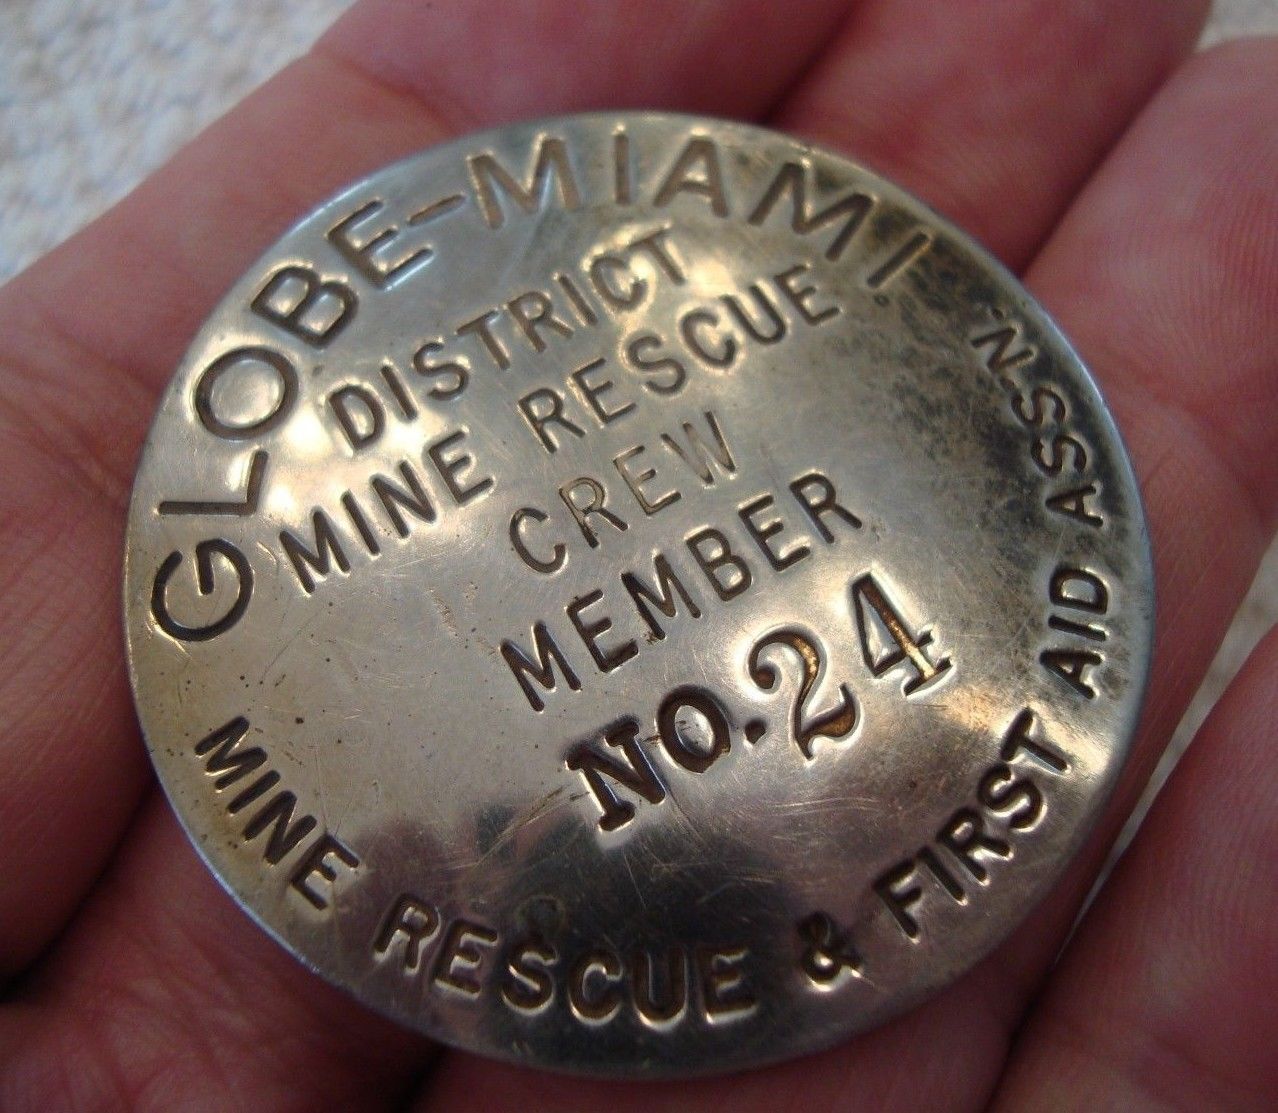 GLOBE-MIAMI
DISTRICT
MINE RESCUE
CREW
MEMBER
NO. 24
MINE RESCUE & FIRST AID ASS'N.